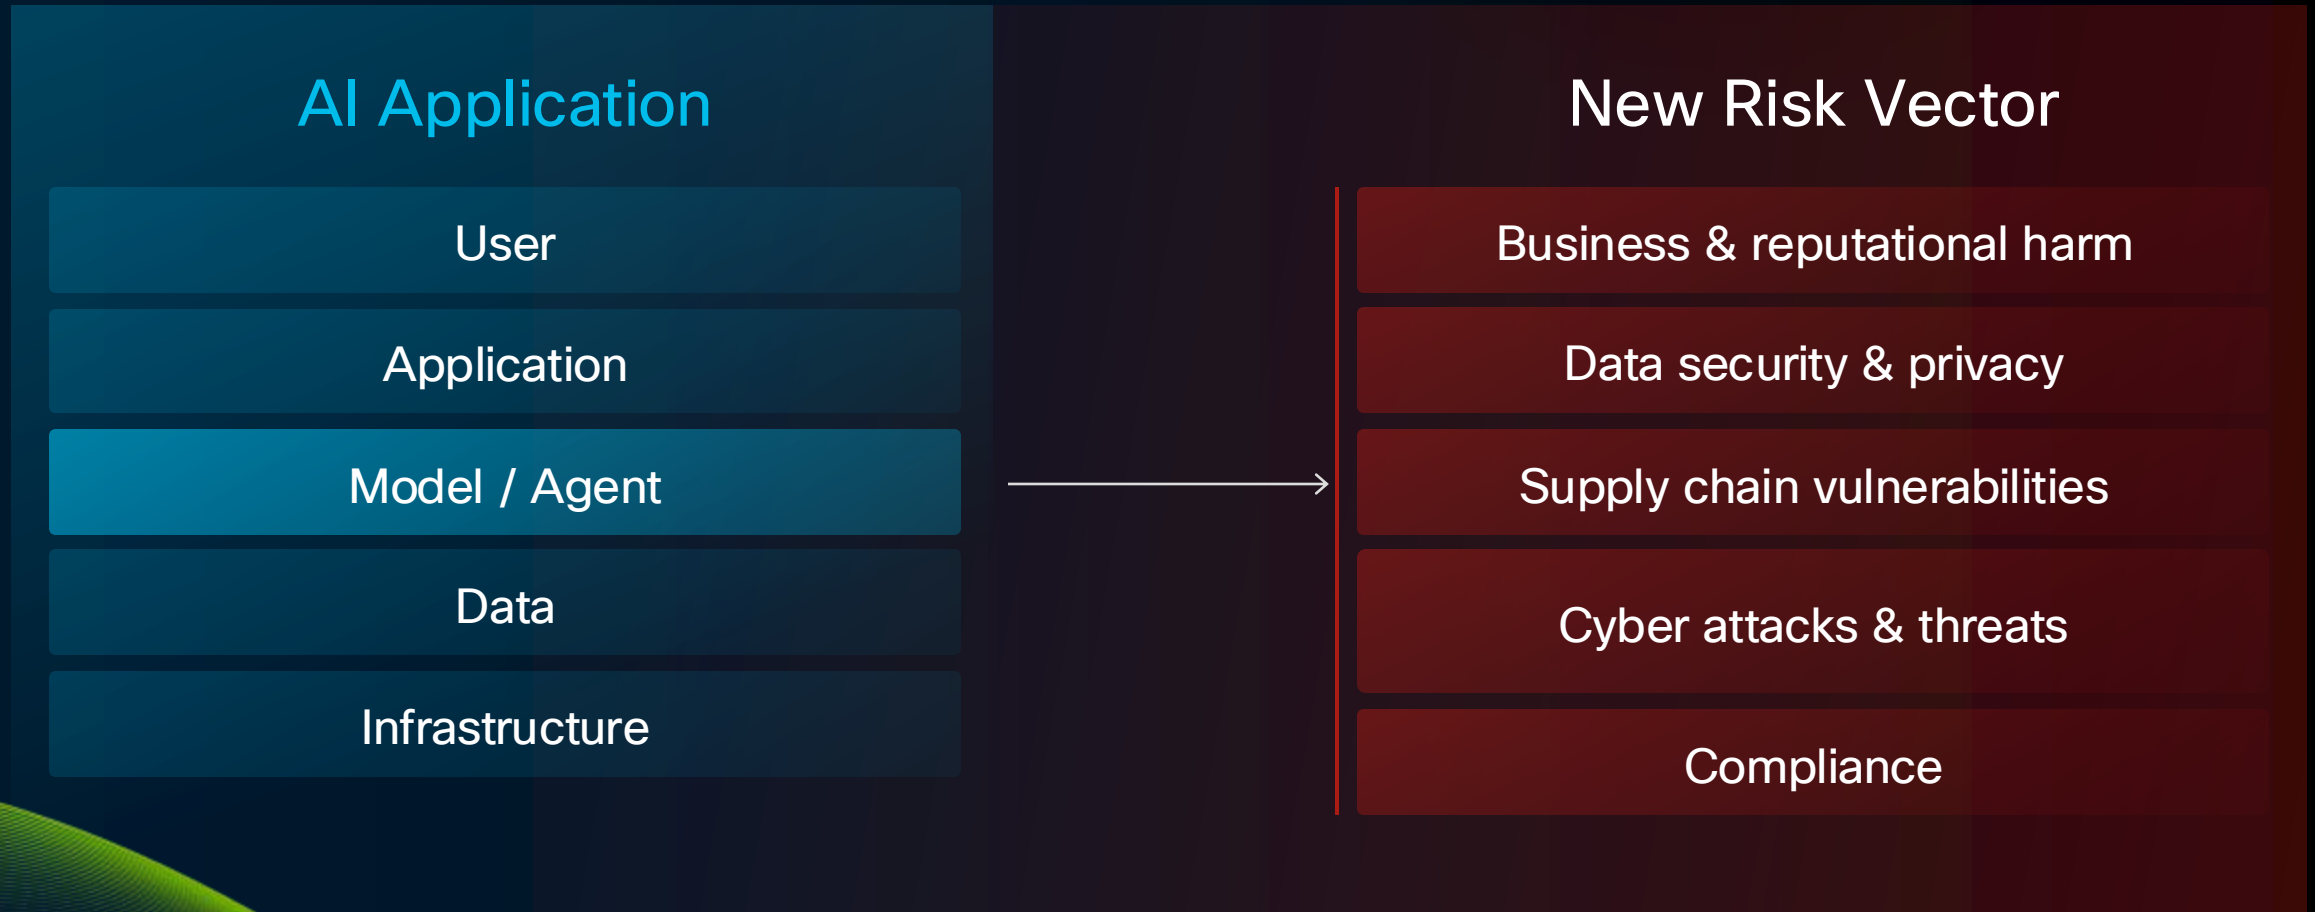 AI Application
User
Application
Model / Agent
Data
Infrastructure
New Risk Vector
Business & reputational harm
Data security & privacy
Supply chain vulnerabilities
Cyber attacks & threats
Compliance